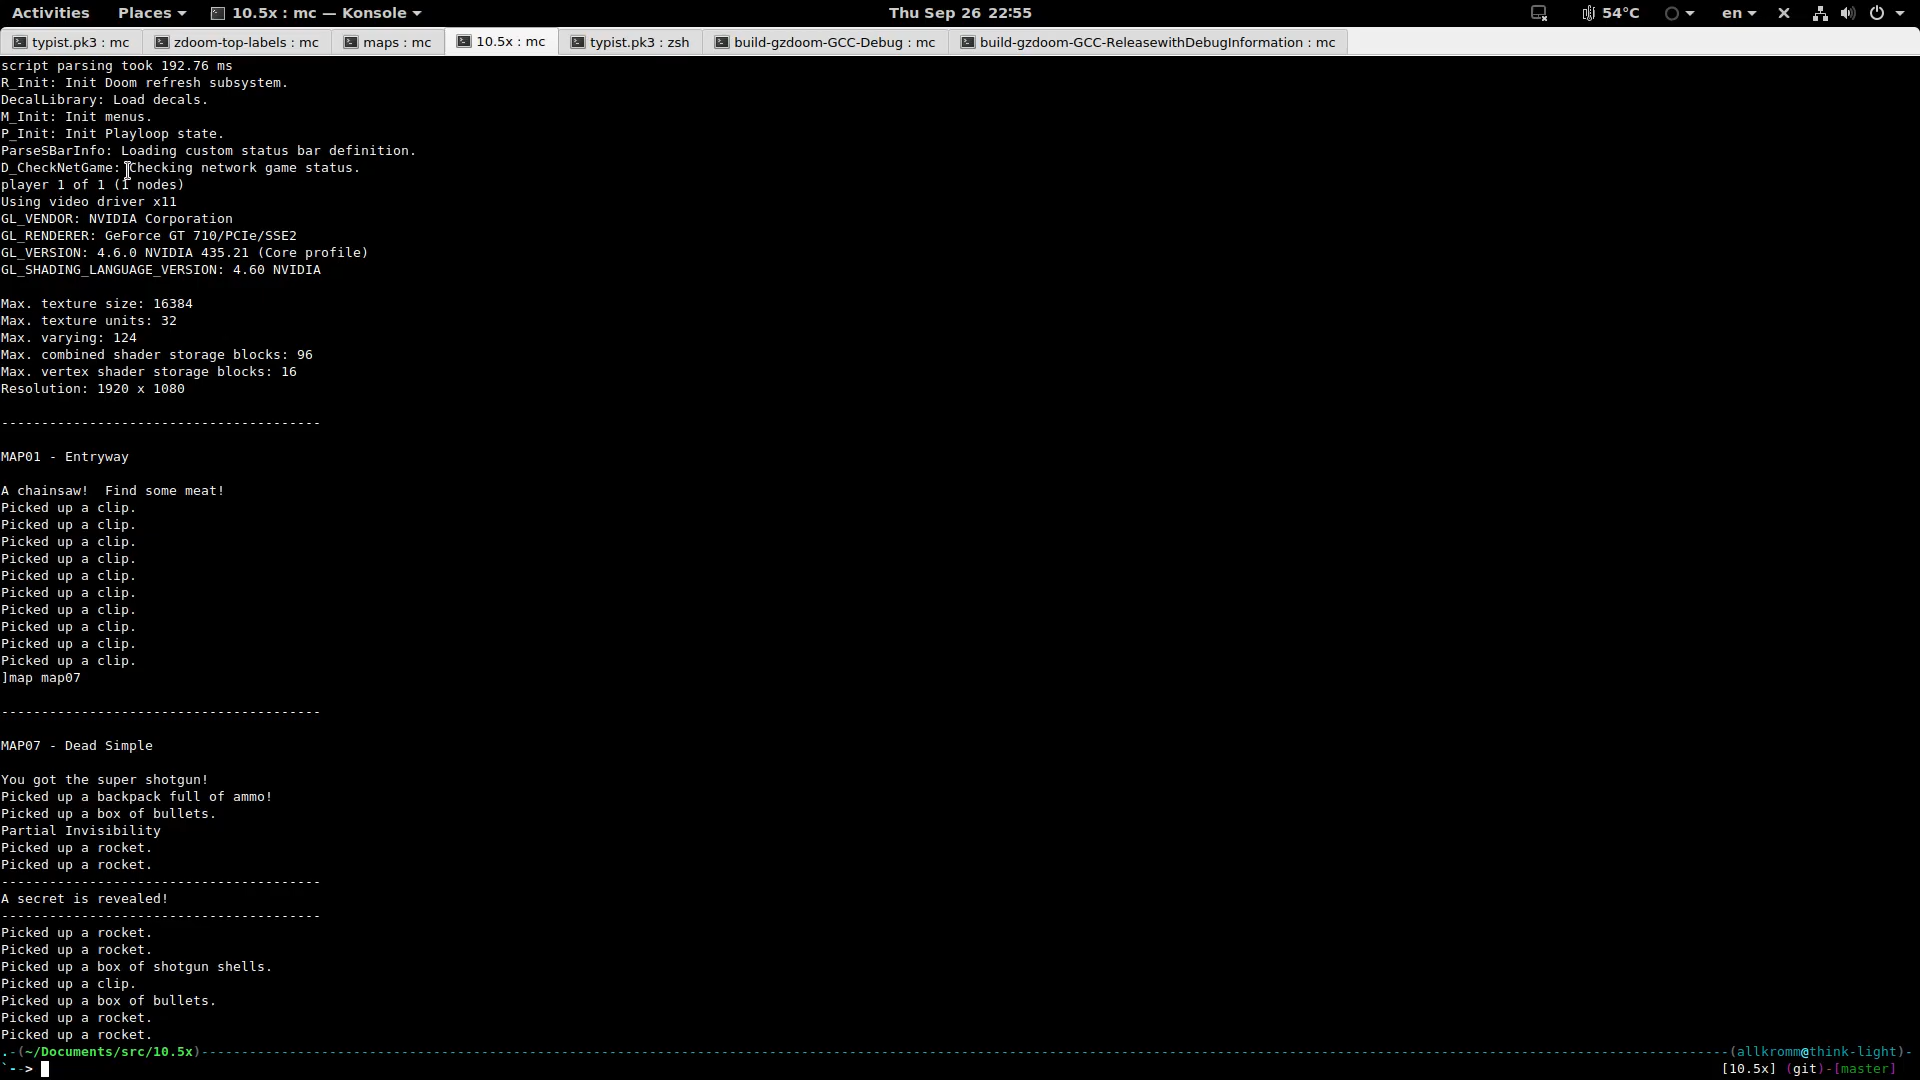 Activities Places 10.5x : mc — Konsole Thu Sep 26 22:55 54°C en
typist.pk3 : mc zdoom-top-labels : mc maps : mc 10.5x : mc typist.pk3 : zsh build-gzdoom-GCC-Debug : mc build-gzdoom-GCC-ReleasewithDebugInformation : mc
script parsing took 192.76 ms
R_Init: Init Doom refresh subsystem.
DecalLibrary: Load decals.
M_Init: Init menus.
P_Init: Init Playloop state.
ParseSBarInfo: Loading custom status bar definition.
D_CheckNetGame: Checking network game status.
player 1 of 1 (1 nodes)
Using video driver x11
GL_VENDOR: NVIDIA Corporation
GL_RENDERER: GeForce GT 710/PCIe/SSE2
GL_VERSION: 4.6.0 NVIDIA 435.21 (Core profile)
GL_SHADING_LANGUAGE_VERSION: 4.60 NVIDIA
Max. texture size: 16384
Max. texture units: 32
Max. varying: 124
Max. combined shader storage blocks: 96
Max. vertex shader storage blocks: 16
Resolution: 1920 x 1080
----------------------------------------
MAP01 - Entryway
A chainsaw!  Find some meat!
Picked up a clip.
Picked up a clip.
Picked up a clip.
Picked up a clip.
Picked up a clip.
Picked up a clip.
Picked up a clip.
Picked up a clip.
Picked up a clip.
Picked up a clip.
]map map07
----------------------------------------
MAP07 - Dead Simple
You got the super shotgun!
Picked up a backpack full of ammo!
Picked up a box of bullets.
Partial Invisibility
Picked up a rocket.
Picked up a rocket.
----------------------------------------
A secret is revealed!
----------------------------------------
Picked up a rocket.
Picked up a rocket.
Picked up a box of shotgun shells.
Picked up a clip.
Picked up a box of bullets.
Picked up a rocket.
Picked up a rocket.
.-(~/Documents/src/10.5x)----------(allkromm@think-light)-
`--> [10.5x] (git)-[master]